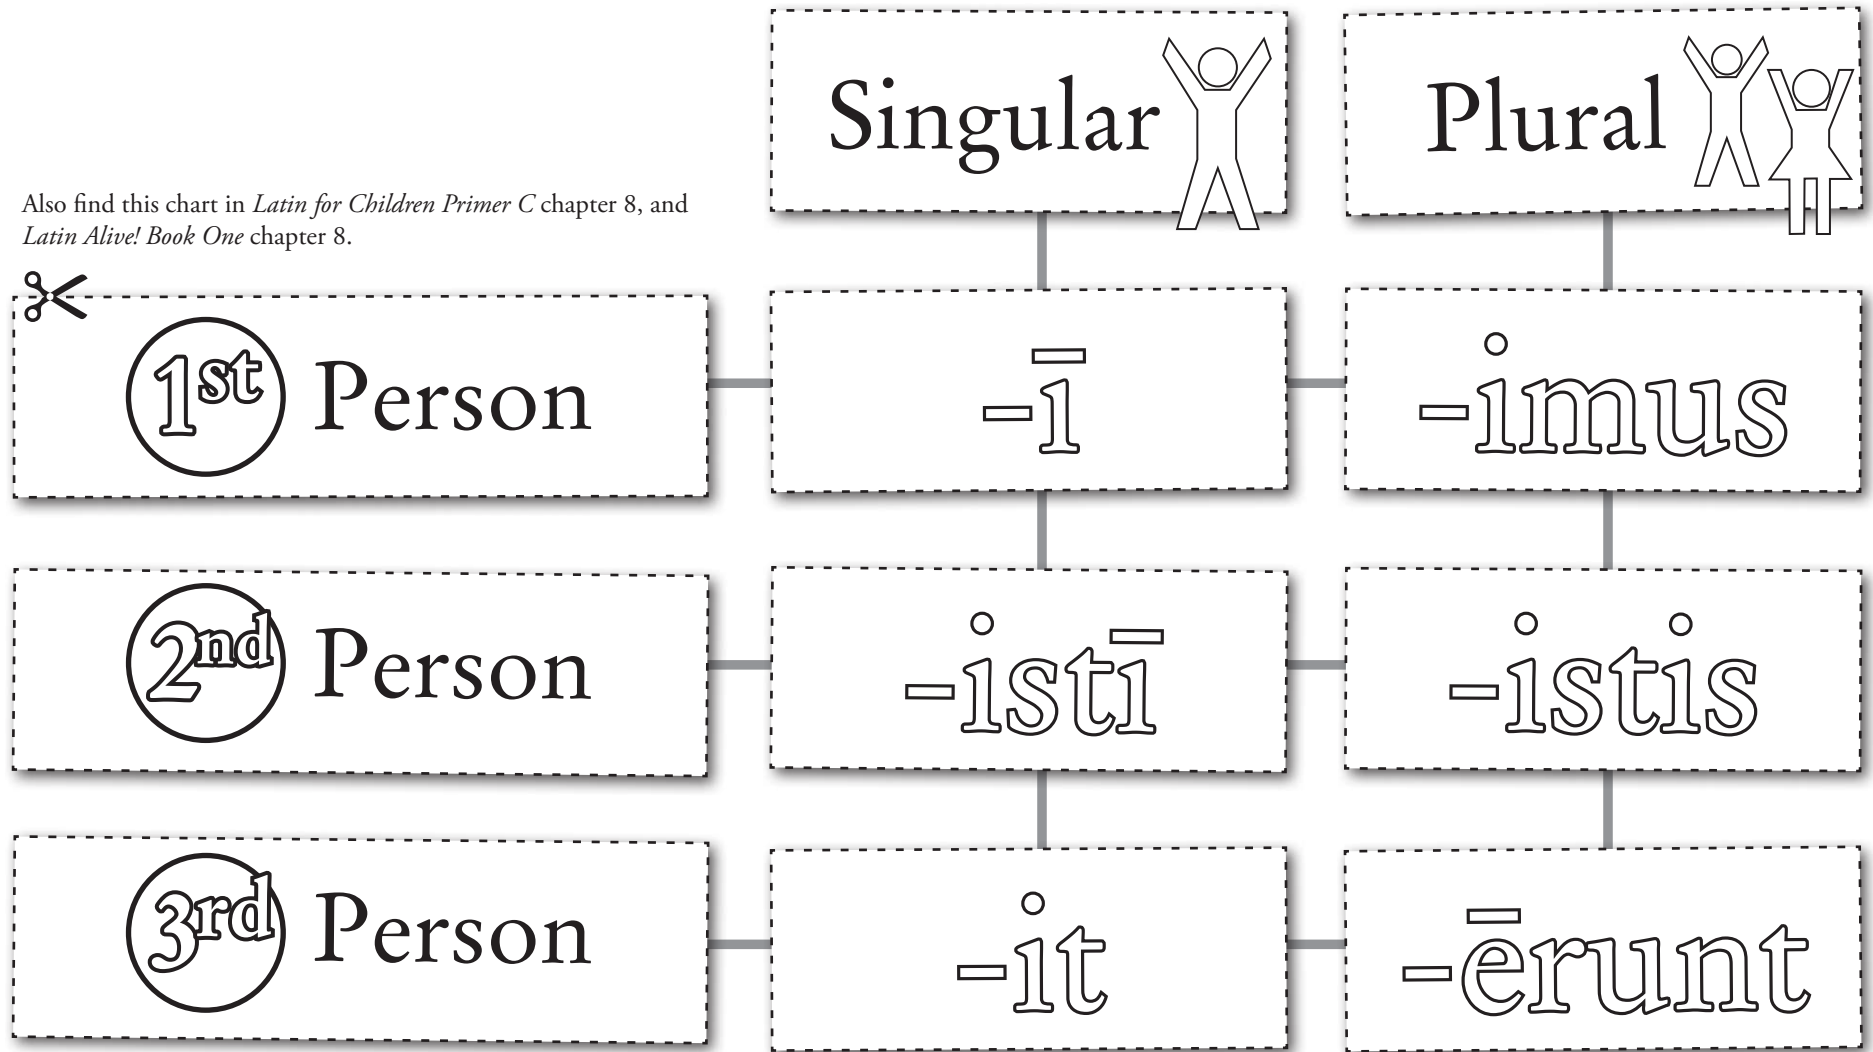 Singular
Plural
Also find this chart in Latin for Children Primer C chapter 8, and
Latin Alive! Book One chapter 8.
1st Person
-ī
-imus
2nd Person
-istī
-istis
3rd Person
-it
-ērunt